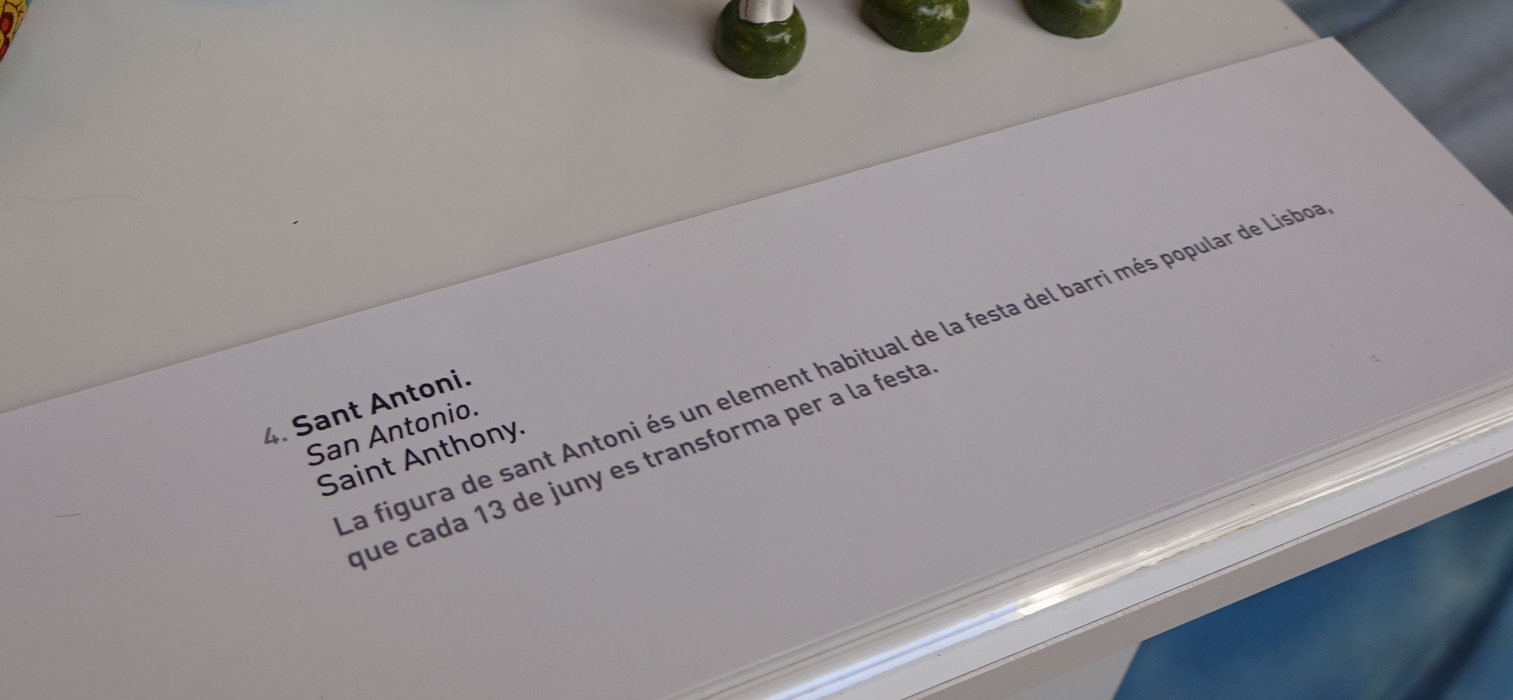 4. Sant Antoni.
San Antonio.
Saint Anthony.
La figura de sant Antoni és un element habitual de la festa del barri més popular de Lisboa,
que cada 13 de juny es transforma per a la festa.